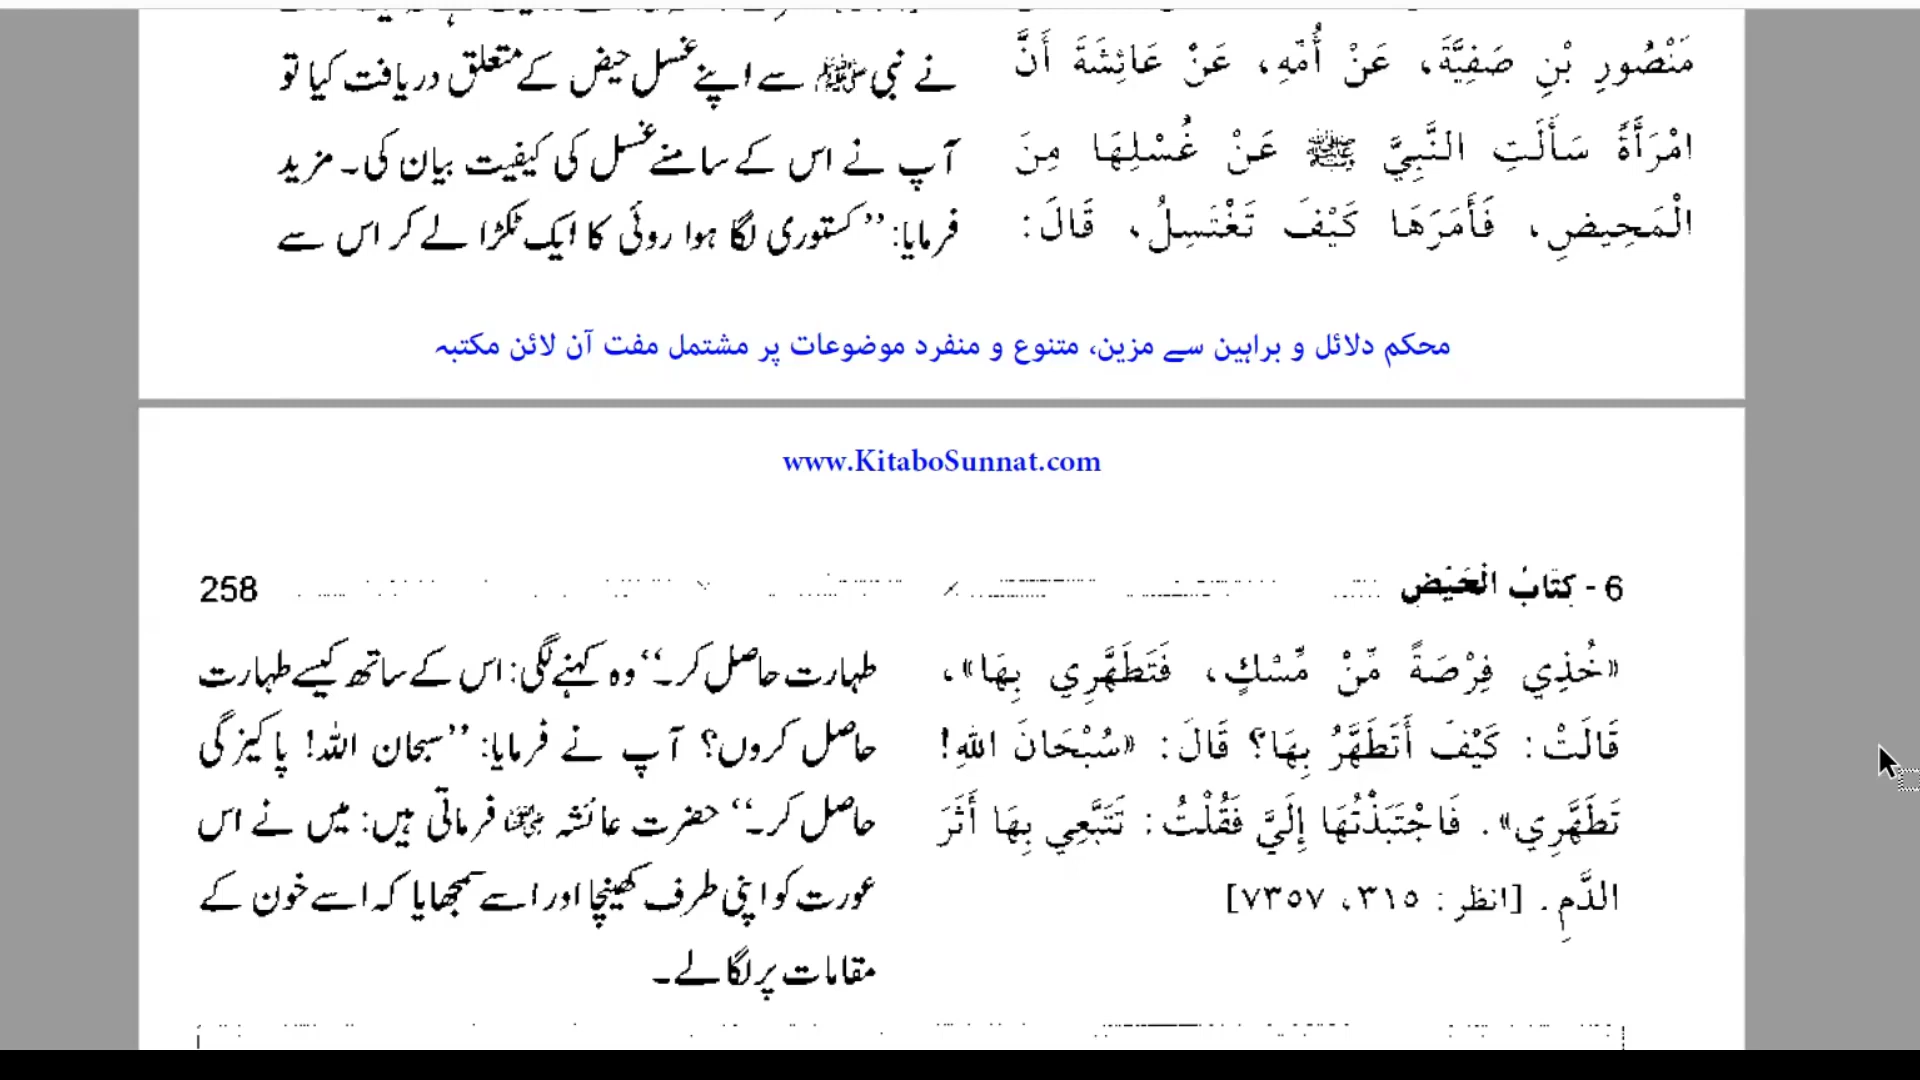 مَنْصُورِ بْنِ صَفِيَّةَ، عَنْ أُمِّهِ، عَنْ عَائِشَةَ أَنَّ
امْرَأَةً سَأَلَتِ النَّبِيَّ ﷺ عَنْ غُسْلِهَا مِنَ
الْمَحِيضِ، فَأَمَرَهَا كَيْفَ تَغْتَسِلُ، قَالَ:
نے نبی ﷺ سے اپنے غسل حیض کے متعلق دریافت کیا تو
آپ نے اس کے سامنے غسل کی کیفیت بیان کی۔ مزید
فرمایا: ’’کستوری لگا ہوا روئی کا ایک ٹکڑا لے کر اس سے
محکم دلائل و براہین سے مزین، متنوع و منفرد موضوعات پر مشتمل مفت آن لائن مکتبہ
www.KitaboSunnat.com
6 - كِتَابُ الْحَيْضِ
258
«خُذِي فِرْصَةً مِّنْ مِّسْكٍ، فَتَطَهَّرِي بِهَا»،
قَالَتْ: كَيْفَ أَتَطَهَّرُ بِهَا؟ قَالَ: «سُبْحَانَ اللهِ!
تَطَهَّرِي». فَاجْتَبَذْتُهَا إِلَيَّ فَقُلْتُ: تَتَبَّعِي بِهَا أَثَرَ
الدَّمِ. [انظر: ٣١٥، ٧٣٥٧]
طہارت حاصل کر۔‘‘ وہ کہنے لگی: اس کے ساتھ کیسے طہارت
حاصل کروں؟ آپ نے فرمایا: ’’سبحان اللہ! پاکیزگی
حاصل کر۔‘‘ حضرت عائشہ ؓ فرماتی ہیں: میں نے اس
عورت کو اپنی طرف کھینچا اور اسے سمجھایا کہ اسے خون کے
مقامات پر لگا لے۔